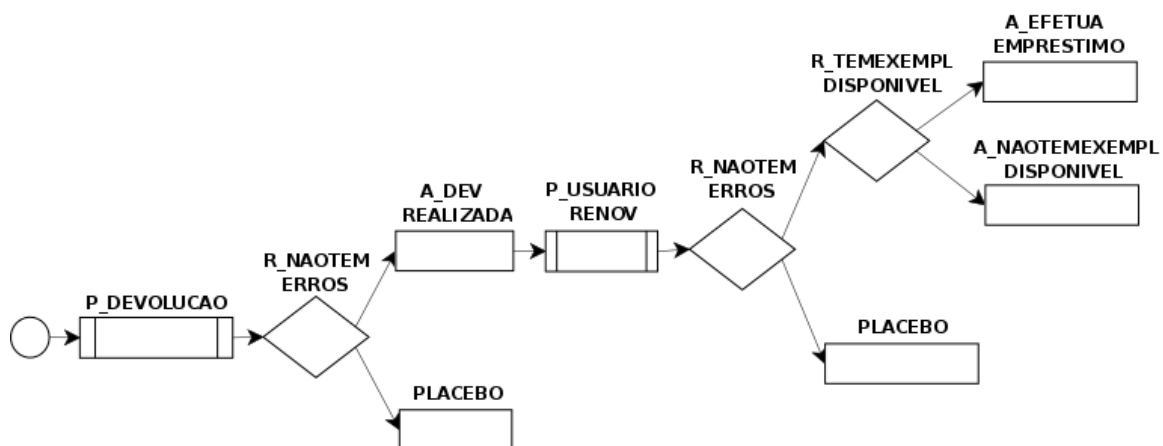 A_EFETUA
EMPRESTIMO
R_TEMEXEMPL
DISPONIVEL
A_NAOTEMEXEMPL
DISPONIVEL
R_NAOTEM
ERROS
A_DEV
REALIZADA
P_USUARIO
RENOV
R_NAOTEM
ERROS
P_DEVOLUCAO
PLACEBO
PLACEBO